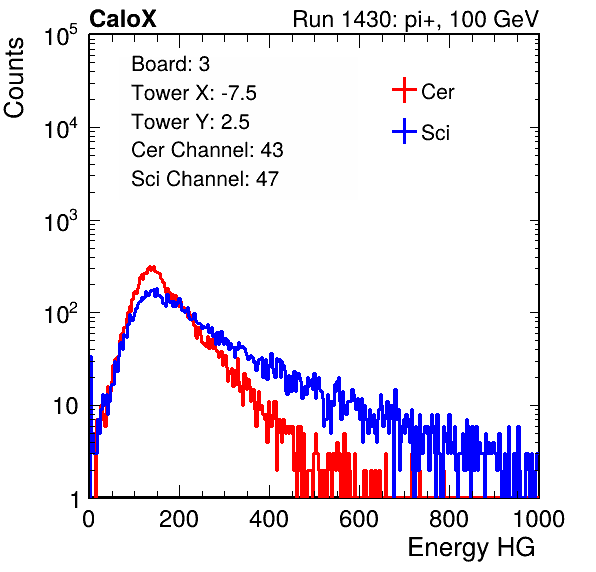 CaloX Run 1430: pi+, 100 GeV
Counts
10^5
10^4
10^3
10^2
10
1
Board: 3
Tower X: -7.5
Tower Y: 2.5
Cer Channel: 43
Sci Channel: 47
Cer
Sci
0 200 400 600 800 1000
Energy HG